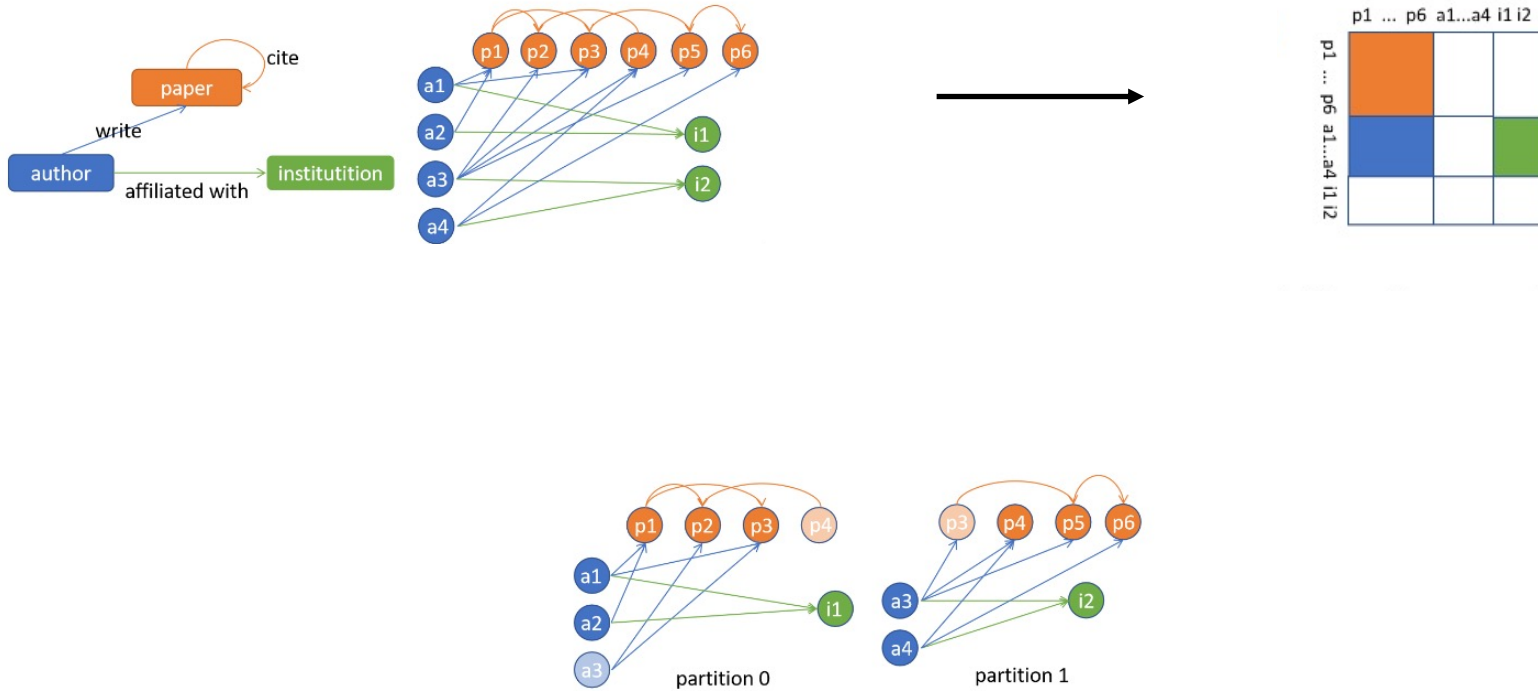 cite
paper
write
author
affiliated with
institutition
p1 p2 p3 p4 p5 p6
a1
a2
a3
a4
i1
i2
p1 ... p6 a1...a4 i1 i2
p1 ... p6 a1...a4 i1 i2
p1 p2 p3 p4
a1
a2
a3
i1
partition 0
p3 p4 p5 p6
a3
a4
i2
partition 1